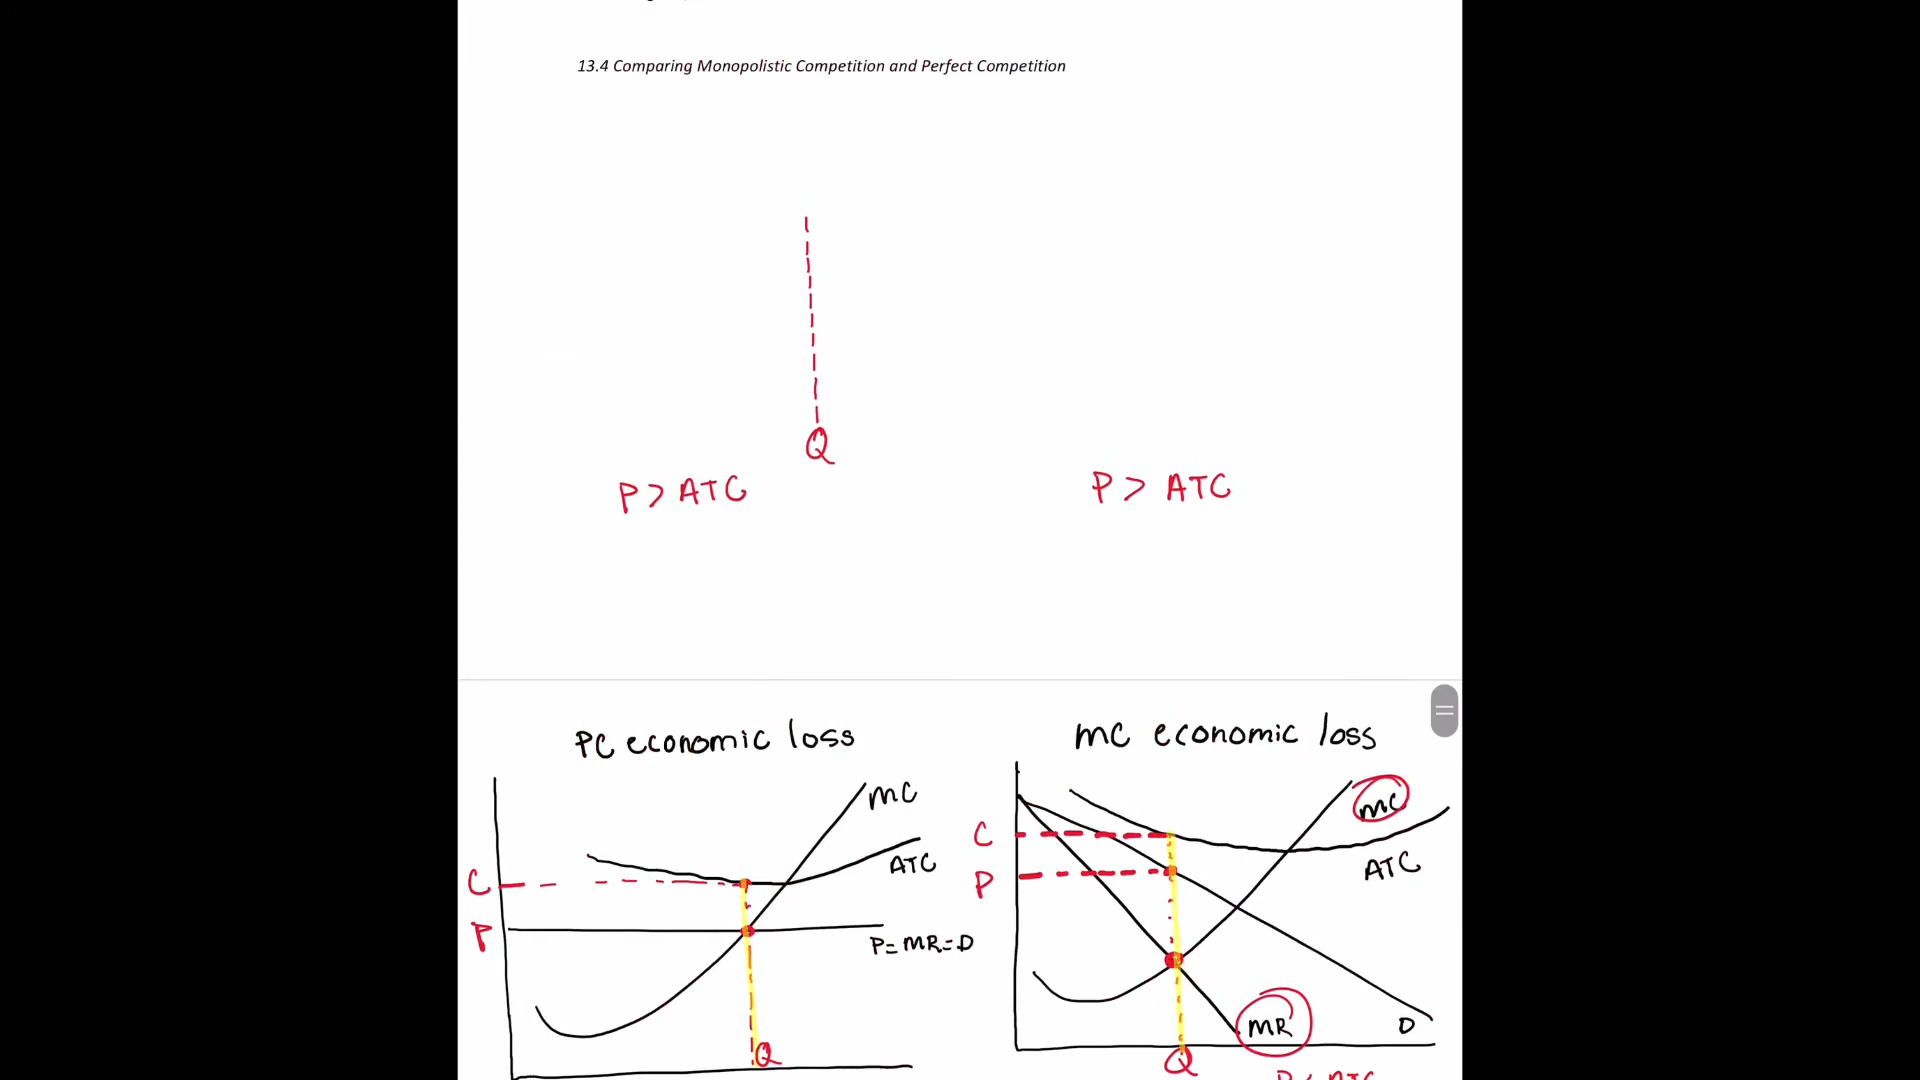 13.4 Comparing Monopolistic Competition and Perfect Competition
Q
P > ATC
P > ATC
PC economic loss
MC
ATC
C
P
P = MR = D
Q
MC economic loss
MC
C
P
ATC
MR
D
Q